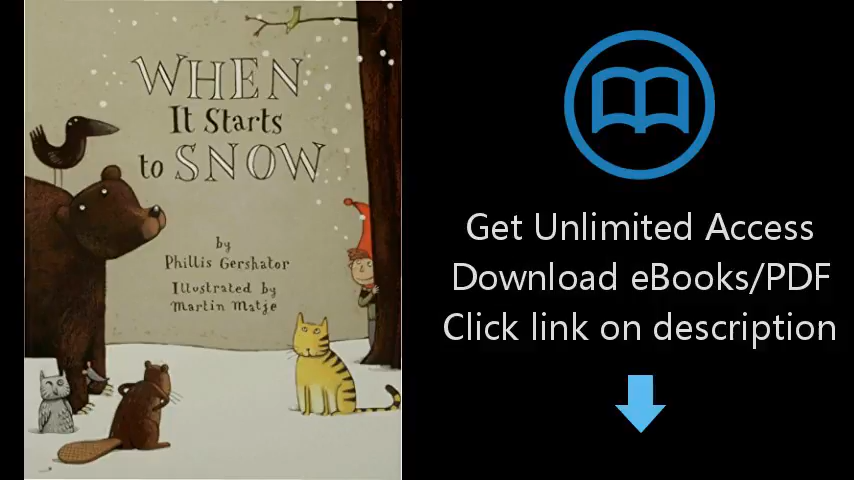 WHEN
It Starts
to SNOW
by
Phillis Gershator
Illustrated by
Martin Matje
Get Unlimited Access
Download eBooks/PDF
Click link on description